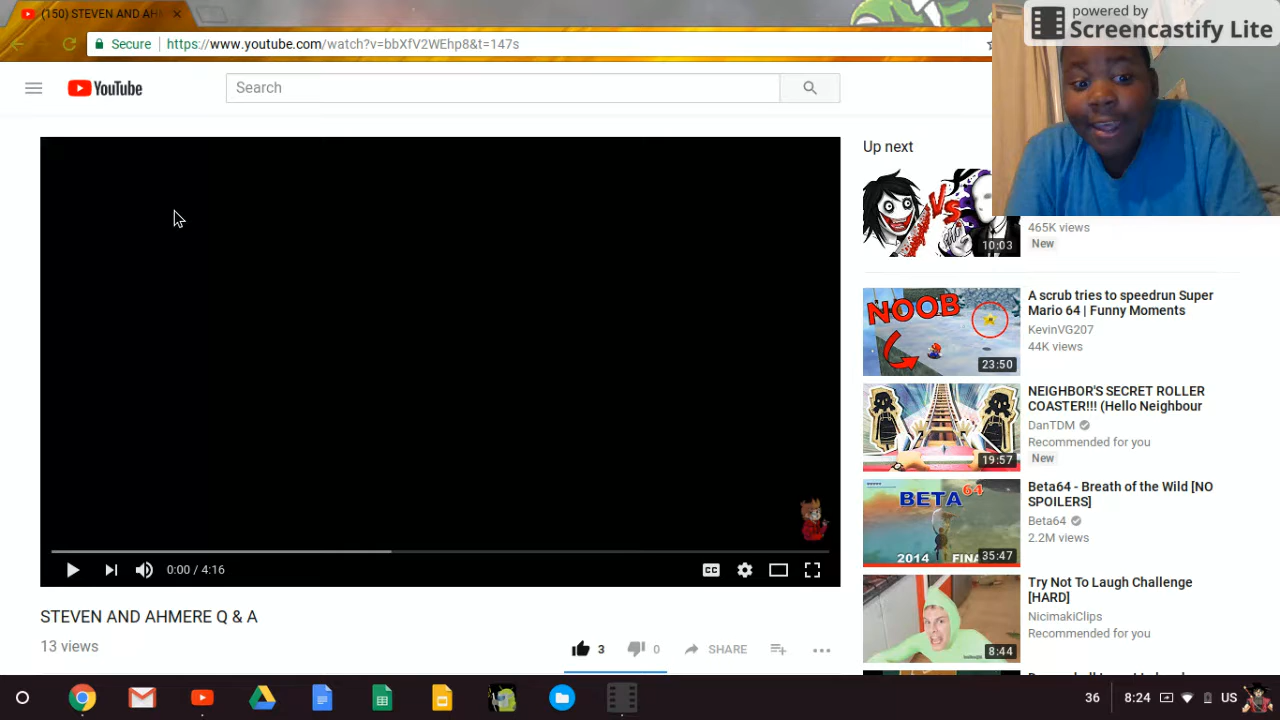 (150) STEVEN AND AHM
powered by
Screencastify Lite
Secure
https://www.youtube.com/watch?v=bbXfV2WEhp8&t=147s
YouTube
Search
Up next
VS
10:03
465K views
New
NOOB
23:50
A scrub tries to speedrun Super
Mario 64 | Funny Moments
KevinVG207
44K views
19:57
NEIGHBOR'S SECRET ROLLER
COASTER!!! (Hello Neighbour
DanTDM
Recommended for you
New
BETA 64
2014 FINA
35:47
Beta64 - Breath of the Wild [NO
SPOILERS]
Beta64
2.2M views
8:44
Try Not To Laugh Challenge
[HARD]
NicimakiClips
Recommended for you
0:00 / 4:16
CC
STEVEN AND AHMERE Q & A
13 views
3
0
SHARE
36
8:24
US